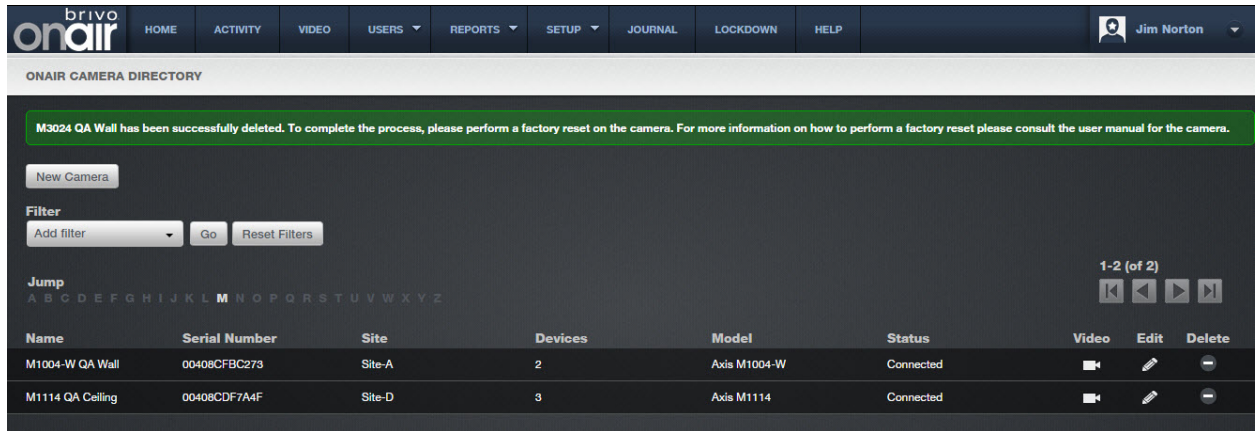 brivo
onair HOME ACTIVITY VIDEO USERS REPORTS SETUP JOURNAL LOCKDOWN HELP Jim Norton
ONAIR CAMERA DIRECTORY
M3024 QA Wall has been successfully deleted. To complete the process, please perform a factory reset on the camera. For more information on how to perform a factory reset please consult the user manual for the camera.
New Camera
Filter
Add filter Go Reset Filters
1-2 (of 2)
Jump
A B C D E F G H I J K L M N O P Q R S T U V W X Y Z
Name Serial Number Site Devices Model Status Video Edit Delete
M1004-W QA Wall 00408CFBC273 Site-A 2 Axis M1004-W Connected
M1114 QA Ceiling 00408CDF7A4F Site-D 3 Axis M1114 Connected